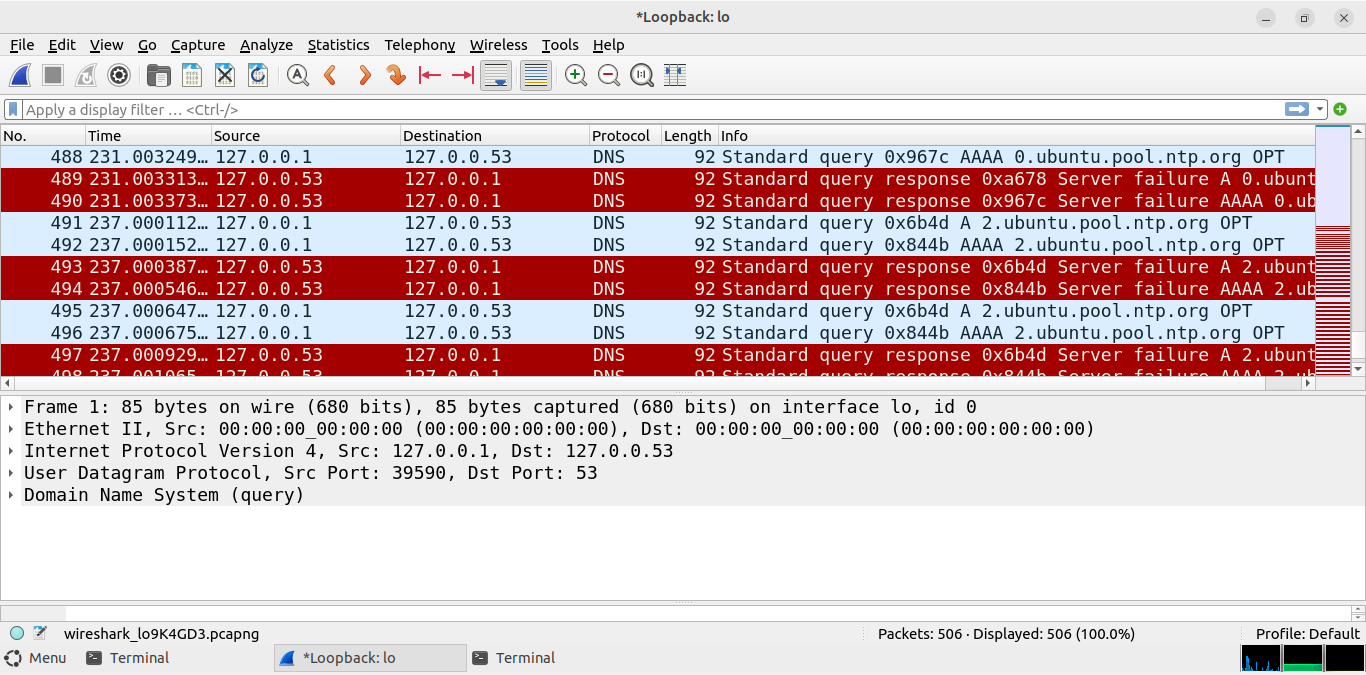 *Loopback: lo
File Edit View Go Capture Analyze Statistics Telephony Wireless Tools Help
Apply a display filter … <Ctrl-/>
No. Time Source Destination Protocol Length Info
488 231.003249… 127.0.0.1 127.0.0.53 DNS 92 Standard query 0x967c AAAA 0.ubuntu.pool.ntp.org OPT
489 231.003313… 127.0.0.53 127.0.0.1 DNS 92 Standard query response 0xa678 Server failure A 0.ubunt
490 231.003373… 127.0.0.53 127.0.0.1 DNS 92 Standard query response 0x967c Server failure AAAA 0.ub
491 237.000112… 127.0.0.1 127.0.0.53 DNS 92 Standard query 0x6b4d A 2.ubuntu.pool.ntp.org OPT
492 237.000152… 127.0.0.1 127.0.0.53 DNS 92 Standard query 0x844b AAAA 2.ubuntu.pool.ntp.org OPT
493 237.000387… 127.0.0.53 127.0.0.1 DNS 92 Standard query response 0x6b4d Server failure A 2.ubunt
494 237.000546… 127.0.0.53 127.0.0.1 DNS 92 Standard query response 0x844b Server failure AAAA 2.ub
495 237.000647… 127.0.0.1 127.0.0.53 DNS 92 Standard query 0x6b4d A 2.ubuntu.pool.ntp.org OPT
496 237.000675… 127.0.0.1 127.0.0.53 DNS 92 Standard query 0x844b AAAA 2.ubuntu.pool.ntp.org OPT
497 237.000929… 127.0.0.53 127.0.0.1 DNS 92 Standard query response 0x6b4d Server failure A 2.ubunt
498 237.001065… 127.0.0.53 127.0.0.1 DNS 92 Standard query response 0x844b Server failure AAAA 2.ub
Frame 1: 85 bytes on wire (680 bits), 85 bytes captured (680 bits) on interface lo, id 0
Ethernet II, Src: 00:00:00_00:00:00 (00:00:00:00:00:00), Dst: 00:00:00_00:00:00 (00:00:00:00:00:00)
Internet Protocol Version 4, Src: 127.0.0.1, Dst: 127.0.0.53
User Datagram Protocol, Src Port: 39590, Dst Port: 53
Domain Name System (query)
wireshark_lo9K4GD3.pcapng Packets: 506 · Displayed: 506 (100.0%) Profile: Default
Menu Terminal *Loopback: lo Terminal